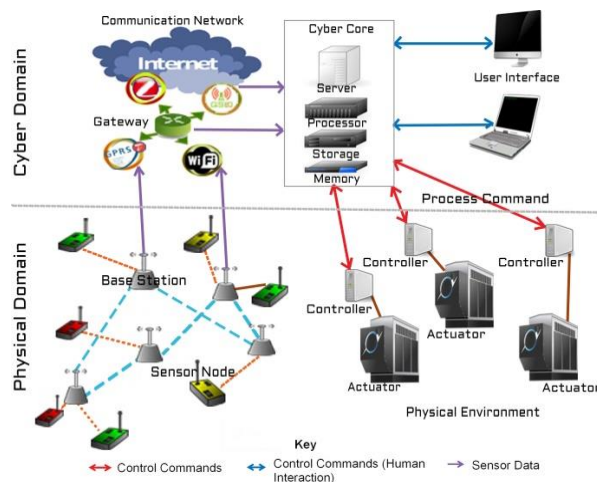 Communication Network
Internet
Z
GSM
Gateway
GPRS
WiFi
Cyber Core
Server
Processor
Storage
Memory
User Interface
Cyber Domain
Process Command
Physical Domain
Base Station
Sensor Node
Controller
Controller
Controller
Actuator
Actuator
Actuator
Physical Environment
Key
Control Commands
Control Commands (Human
Interaction)
Sensor Data